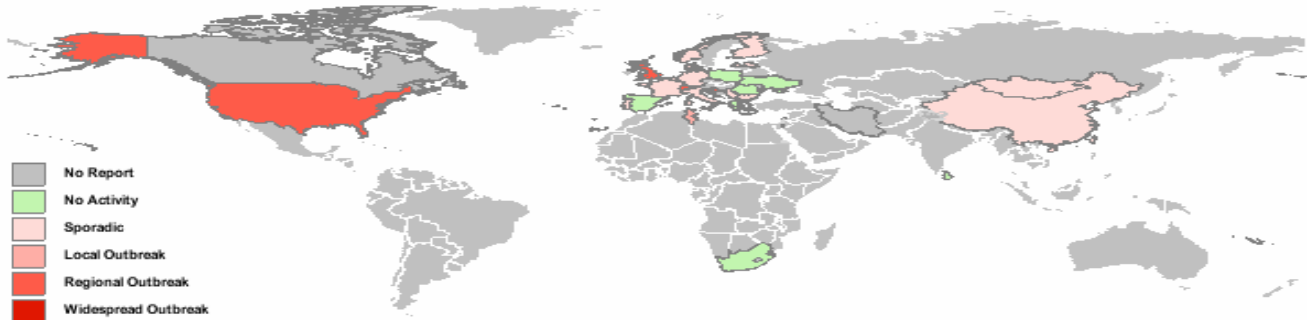 No Report
No Activity
Sporadic
Local Outbreak
Regional Outbreak
Widespread Outbreak